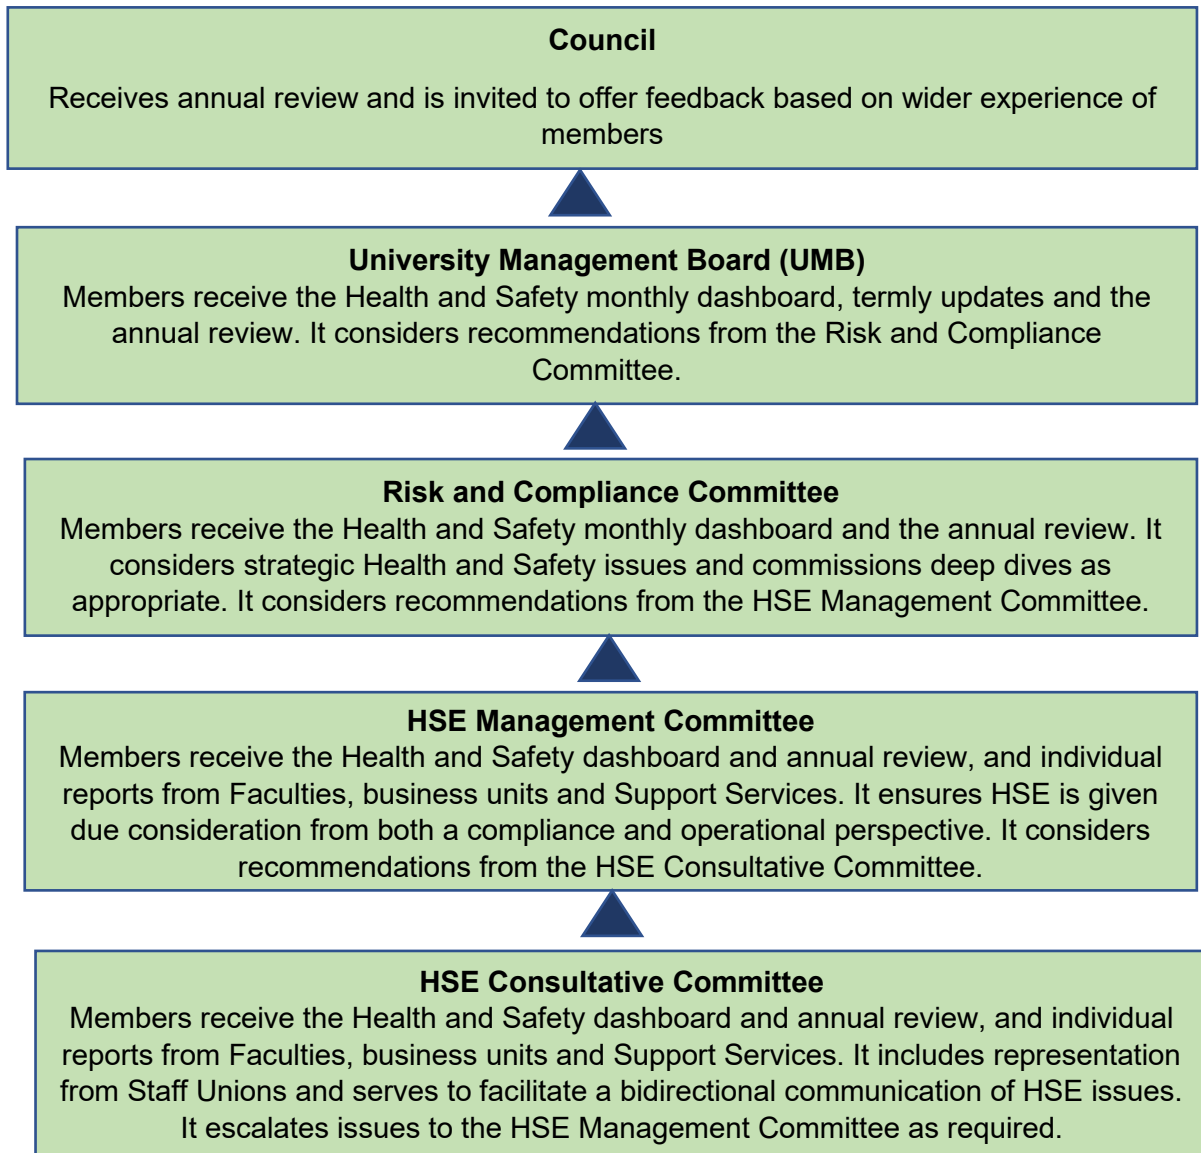 Council
Receives annual review and is invited to offer feedback based on wider experience of
members
University Management Board (UMB)
Members receive the Health and Safety monthly dashboard, termly updates and the
annual review. It considers recommendations from the Risk and Compliance
Committee.
Risk and Compliance Committee
Members receive the Health and Safety monthly dashboard and the annual review. It
considers strategic Health and Safety issues and commissions deep dives as
appropriate. It considers recommendations from the HSE Management Committee.
HSE Management Committee
Members receive the Health and Safety dashboard and annual review, and individual
reports from Faculties, business units and Support Services. It ensures HSE is given
due consideration from both a compliance and operational perspective. It considers
recommendations from the HSE Consultative Committee.
HSE Consultative Committee
Members receive the Health and Safety dashboard and annual review, and individual
reports from Faculties, business units and Support Services. It includes representation
from Staff Unions and serves to facilitate a bidirectional communication of HSE issues.
It escalates issues to the HSE Management Committee as required.